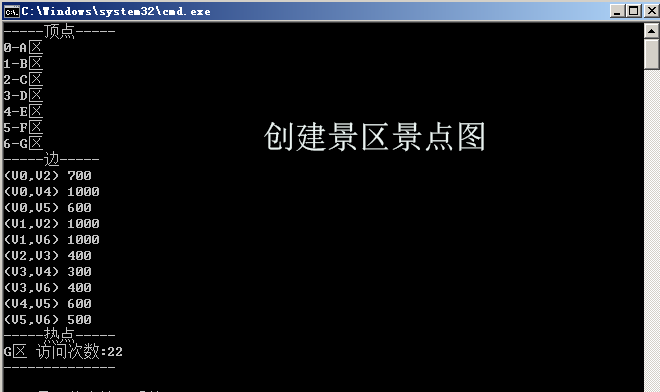 C:\Windows\system32\cmd.exe
-----顶点-----
0-A区
1-B区
2-C区
3-D区
4-E区
5-F区
6-G区
创建景区景点图
-----边-----
(V0,V2) 700
(V0,V4) 1000
(V0,V5) 600
(V1,V2) 1000
(V1,V6) 1000
(V2,V3) 400
(V3,V4) 300
(V3,V6) 400
(V4,V5) 600
(V5,V6) 500
-----热点-----
G区 访问次数:22
--------------